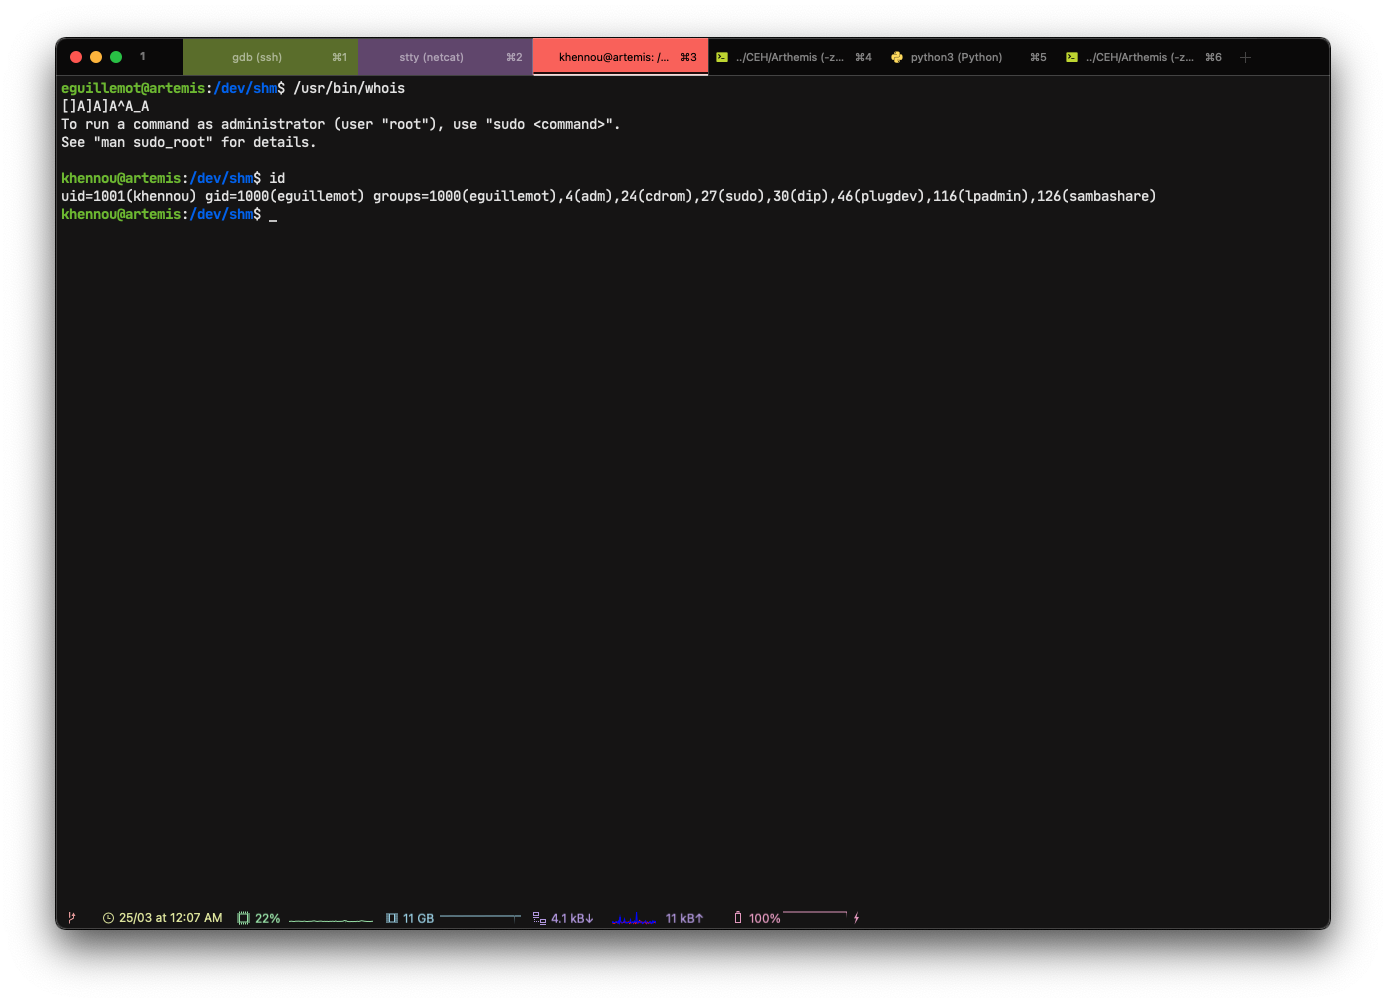 1 gdb (ssh) ⌘1 stty (netcat) ⌘2 khennou@artemis: /... ⌘3 ../CEH/Arthemis (-z... ⌘4 python3 (Python) ⌘5 ../CEH/Arthemis (-z... ⌘6 +
eguillemot@artemis:/dev/shm$ /usr/bin/whois
[]A]A]A^A_A
To run a command as administrator (user "root"), use "sudo <command>".
See "man sudo_root" for details.
khennou@artemis:/dev/shm$ id
uid=1001(khennou) gid=1000(eguillemot) groups=1000(eguillemot),4(adm),24(cdrom),27(sudo),30(dip),46(plugdev),116(lpadmin),126(sambashare)
khennou@artemis:/dev/shm$ _
25/03 at 12:07 AM 22% 11 GB 4.1 kB↓ 11 kB↑ 100%